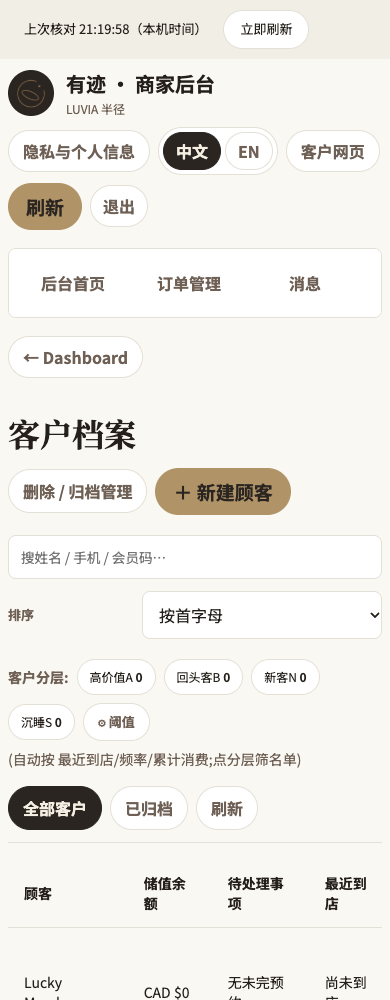 上次核对 21:19:58（本机时间） 立即刷新
有迹 · 商家后台
LUVIA 半径
隐私与个人信息 中文 EN 客户网页
刷新 退出
后台首页 订单管理 消息
← Dashboard
客户档案
删除 / 归档管理 ＋ 新建顾客
搜姓名 / 手机 / 会员码…
排序 按首字母
客户分层: 高价值A 0 回头客B 0 新客N 0
沉睡S 0 ⚙ 阈值
(自动按 最近到店/频率/累计消费;点分层筛名单)
全部客户 已归档 刷新
顾客 储值余额 待处理事项 最近到店
Lucky CAD $0 无未完预 尚未到